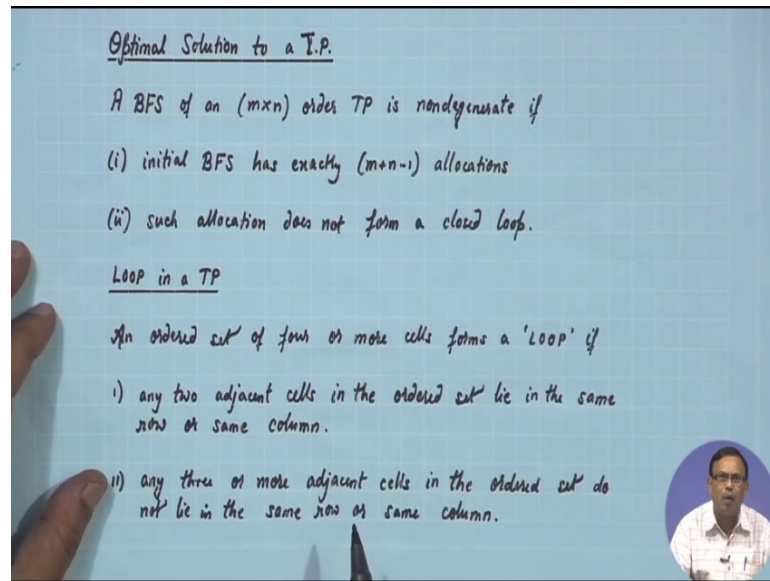 Optimal Solution to a T.P.
A BFS of an (m×n) order TP is nondegenerate if
(i) initial BFS has exactly (m+n-1) allocations
(ii) such allocation does not form a closed loop.
LOOP in a TP
An ordered set of four or more cells forms a 'LOOP' if
i) any two adjacent cells in the ordered set lie in the same
row or same column.
ii) any three or more adjacent cells in the ordered set do
not lie in the same row or same column.